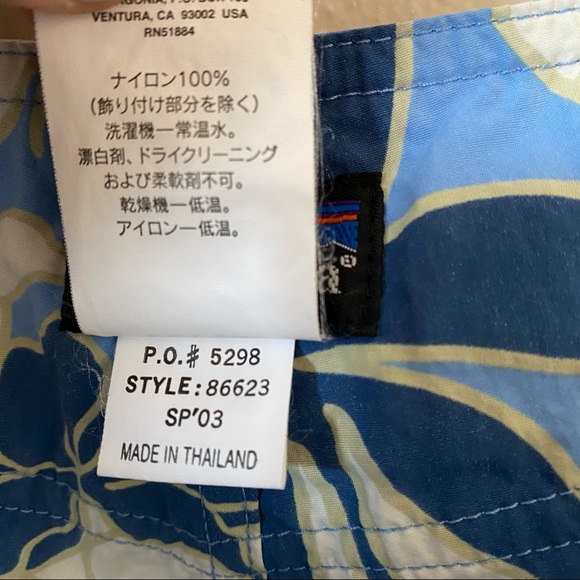 VENTURA, CA 93002 USA
RN51884
ナイロン100%
(飾り付け部分を除く)
洗濯機ー常温水。
漂白剤、ドライクリーニング
および柔軟剤不可。
乾燥機ー低温。
アイロンー低温。
P.O.# 5298
STYLE: 86623
SP'03
MADE IN THAILAND